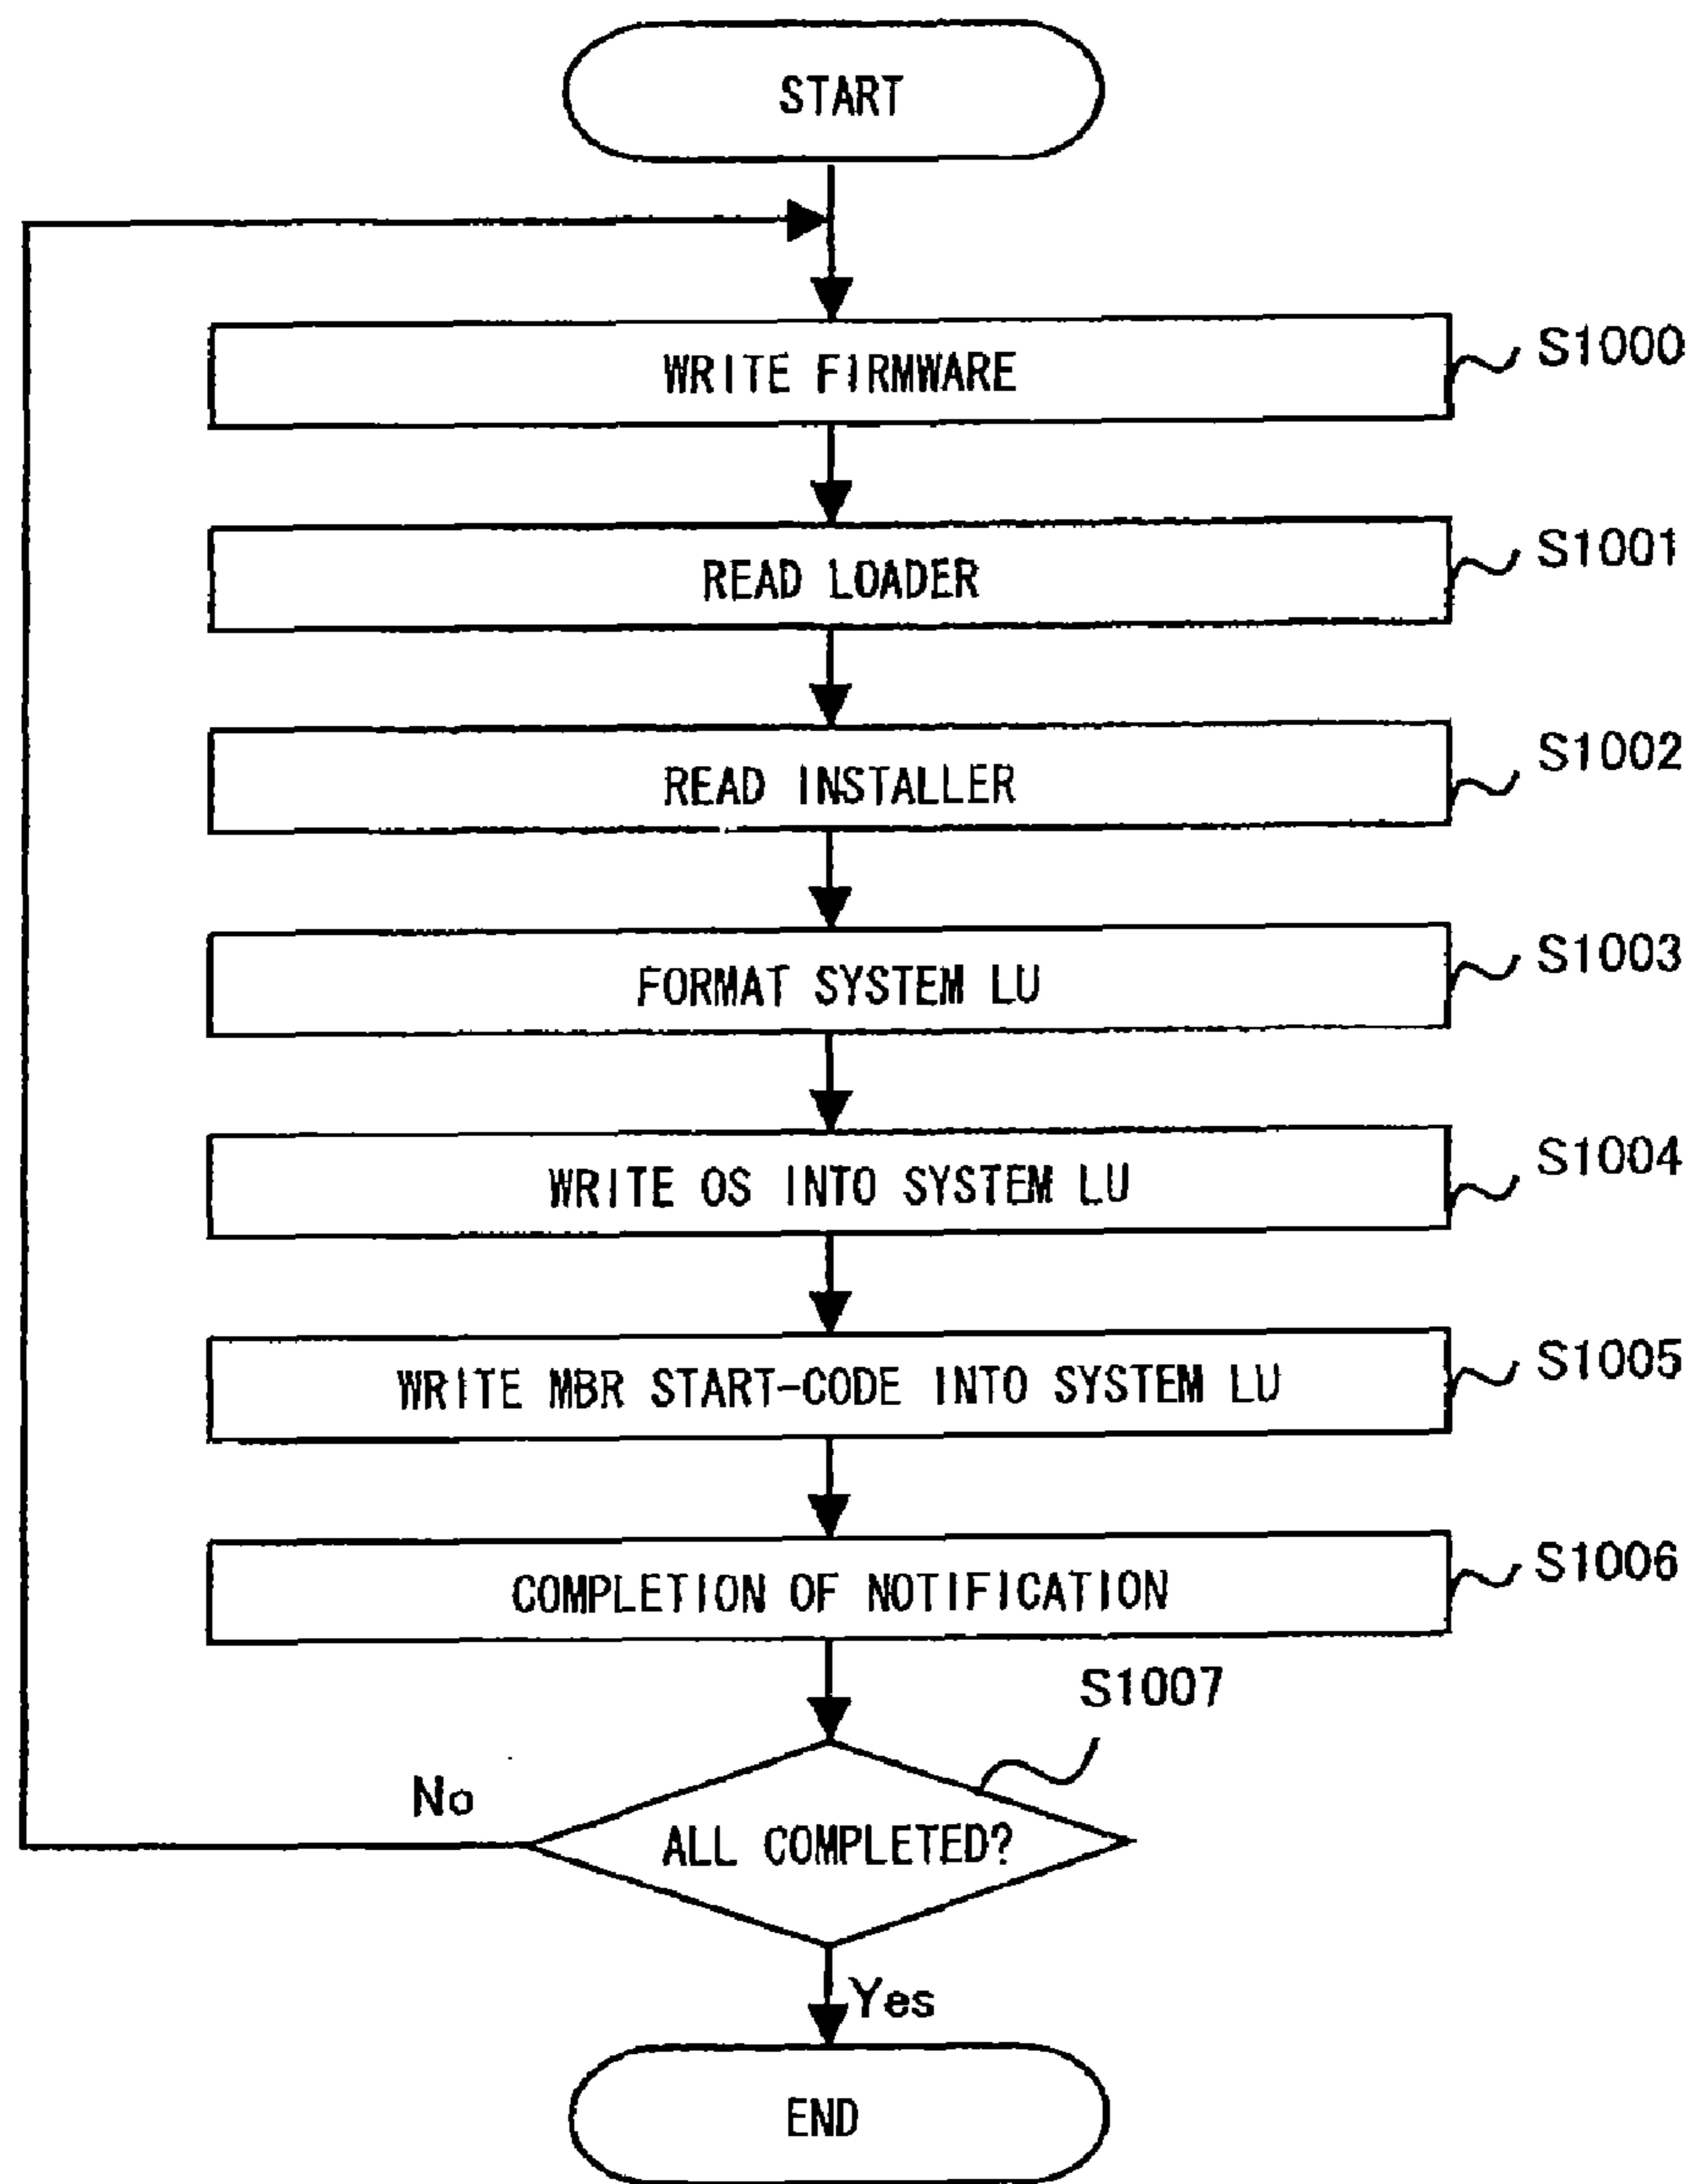 START
WRITE FIRMWARE
S1000
READ LOADER
S1001
READ INSTALLER
S1002
FORMAT SYSTEM LU
S1003
WRITE OS INTO SYSTEM LU
S1004
WRITE MBR START-CODE INTO SYSTEM LU
S1005
COMPLETION OF NOTIFICATION
S1006
S1007
No
ALL COMPLETED?
Yes
END